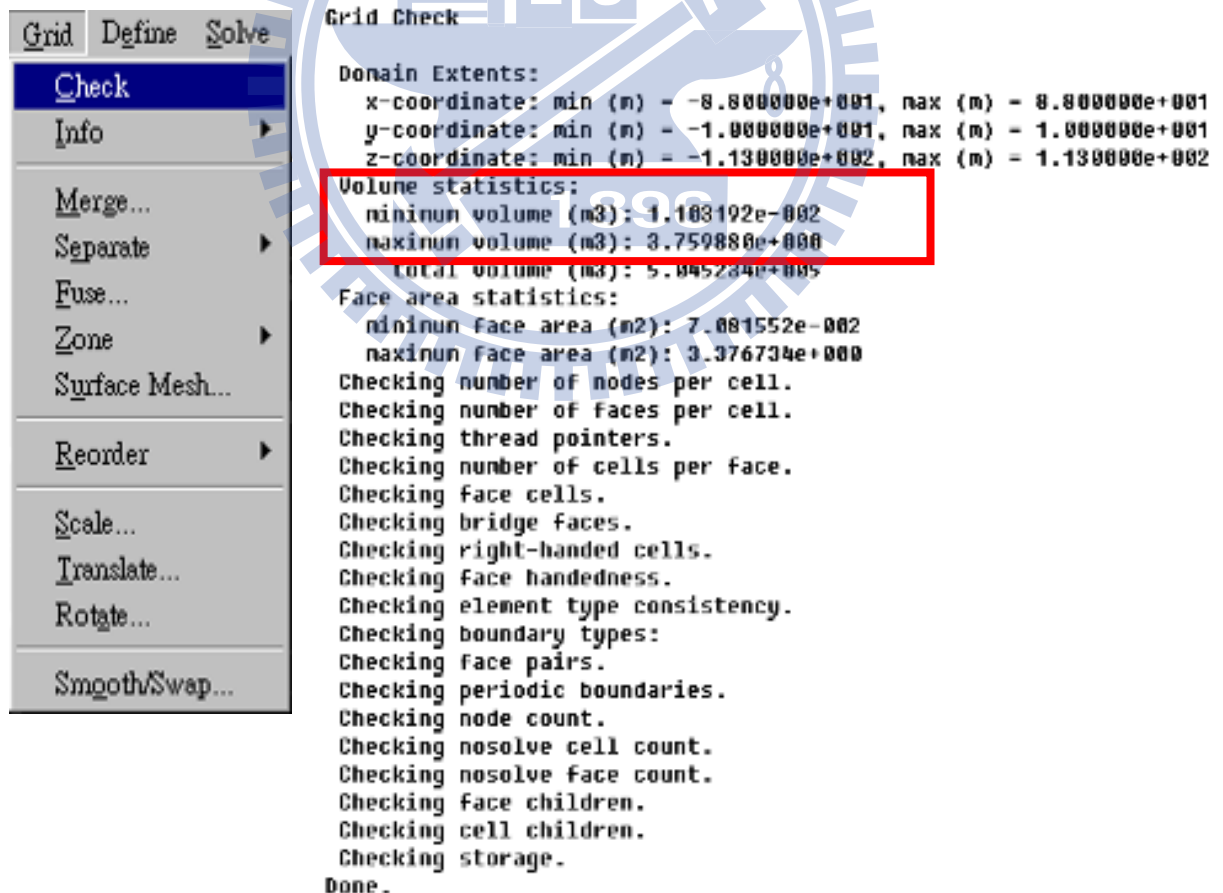 Grid Define Solve
Check
Info
Merge...
Separate
Fuse...
Zone
Surface Mesh...
Reorder
Scale...
Translate...
Rotate...
Smooth/Swap...
Grid Check
Domain Extents:
x-coordinate: min (m) = -8.800000e+001, max (m) = 8.800000e+001
y-coordinate: min (m) = -1.000000e+001, max (m) = 1.000000e+001
z-coordinate: min (m) = -1.130000e+002, max (m) = 1.130000e+002
Volume statistics:
minimum volume (m3): 1.103192e-002
maximum volume (m3): 3.759880e+000
total volume (m3): 5.045234e+005
Face area statistics:
minimum face area (m2): 7.081552e-002
maximum face area (m2): 3.376734e+000
Checking number of nodes per cell.
Checking number of faces per cell.
Checking thread pointers.
Checking number of cells per face.
Checking face cells.
Checking bridge faces.
Checking right-handed cells.
Checking face handedness.
Checking element type consistency.
Checking boundary types:
Checking face pairs.
Checking periodic boundaries.
Checking node count.
Checking nosolve cell count.
Checking nosolve face count.
Checking face children.
Checking cell children.
Checking storage.
Done.
1896